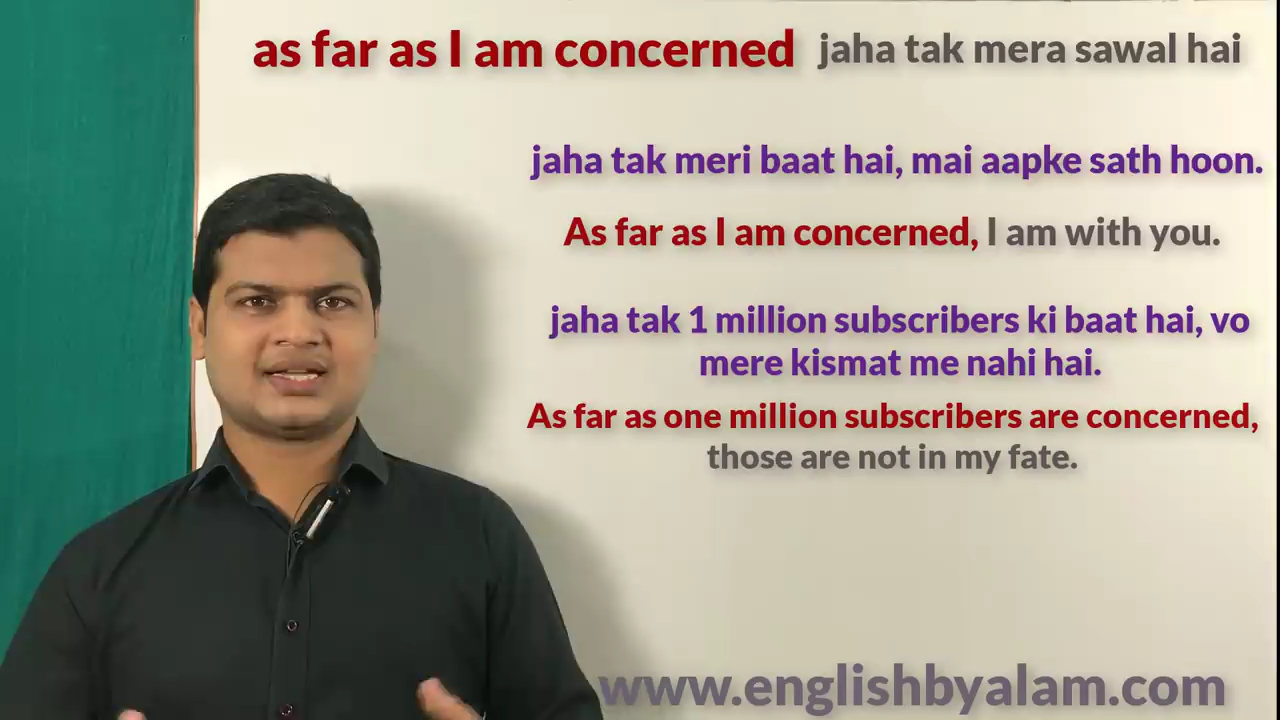 as far as I am concerned jaha tak mera sawal hai
jaha tak meri baat hai, mai aapke sath hoon.
As far as I am concerned, I am with you.
jaha tak 1 million subscribers ki baat hai, vo
mere kismat me nahi hai.
As far as one million subscribers are concerned,
those are not in my fate.
www.englishbyalam.com